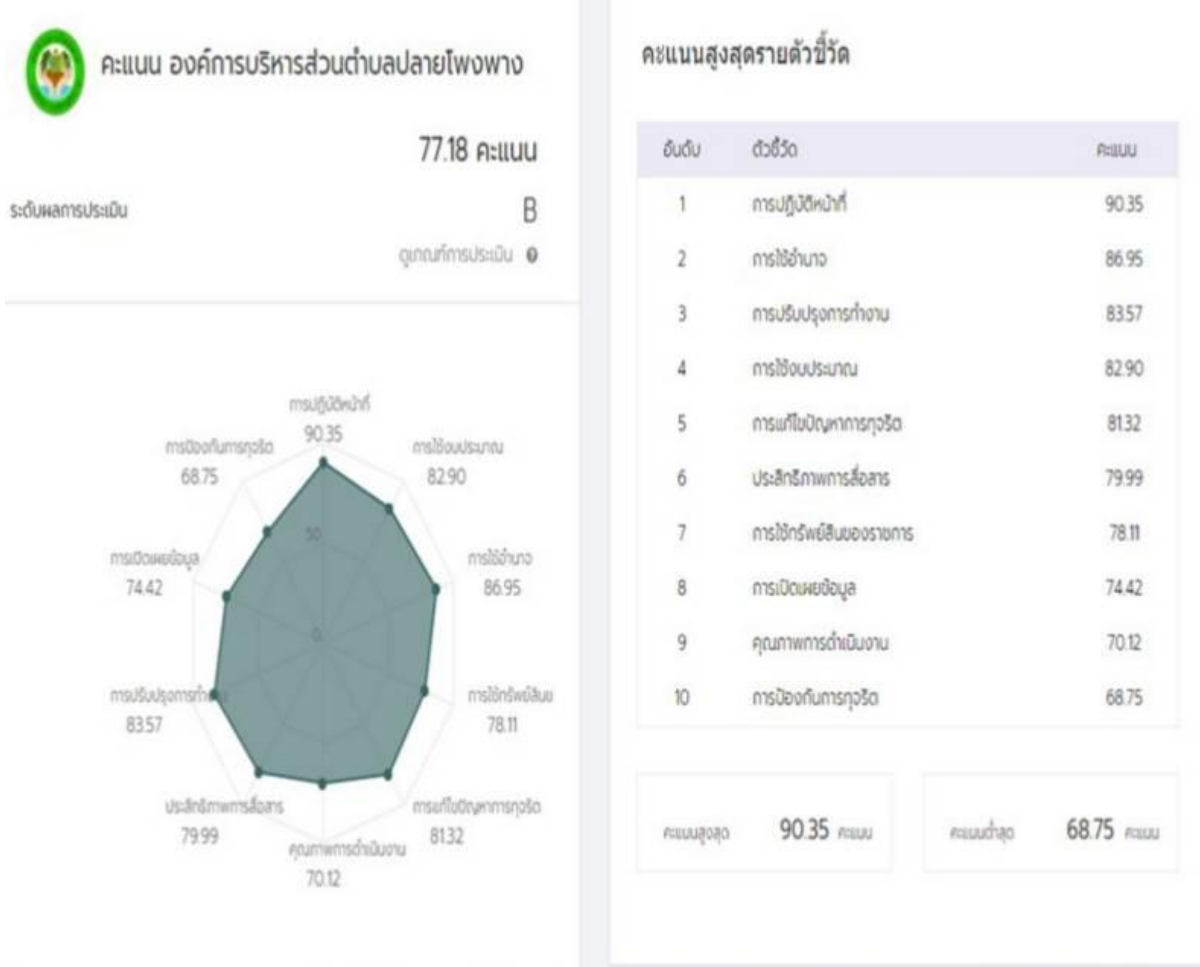 คะแนน องค์การบริหารส่วนตำบลปลายโพงพาง
77.18 คะแนน
ระดับผลการประเมิน
B
ดูเกณฑ์การประเมิน
การปฏิบัติหน้าที่
90.35
การป้องกันการทุจริต
68.75
การใช้งบประมาณ
82.90
50
การเปิดเผยข้อมูล
74.42
การใช้อำนาจ
86.95
0
การปรับปรุงการทำ
83.57
การใช้ทรัพย์สินข
78.11
ประสิทธิภาพการสื่อสาร
79.99
การแก้ไขปัญหาการทุจริต
81.32
คุณภาพการดำเนินงาน
70.12
คะแนนสูงสุดรายตัวชี้วัด
อันดับ ตัวชี้วัด คะแนน
1 การปฏิบัติหน้าที่ 90.35
2 การใช้อำนาจ 86.95
3 การปรับปรุงการทำงาน 83.57
4 การใช้งบประมาณ 82.90
5 การแก้ไขปัญหาการทุจริต 81.32
6 ประสิทธิภาพการสื่อสาร 79.99
7 การใช้ทรัพย์สินของราชการ 78.11
8 การเปิดเผยข้อมูล 74.42
9 คุณภาพการดำเนินงาน 70.12
10 การป้องกันการทุจริต 68.75
คะแนนสูงสุด 90.35 คะแนน
คะแนนต่ำสุด 68.75 คะแนน